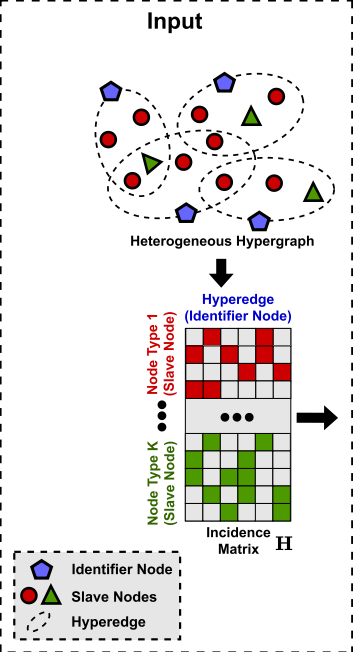 Input
Heterogeneous Hypergraph
Hyperedge
(Identifier Node)
Node Type 1
(Slave Node)
Node Type K
(Slave Node)
Incidence
Matrix H
Identifier Node
Slave Nodes
Hyperedge